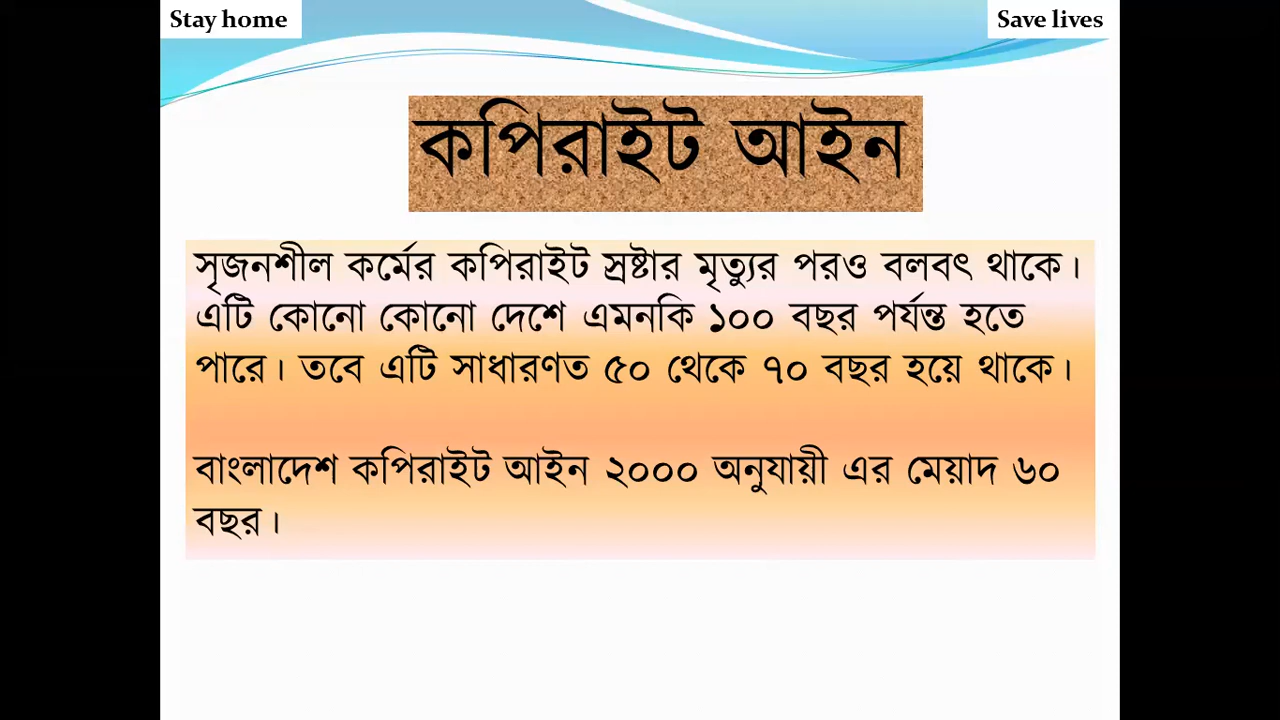 Stay home
Save lives
কপিরাইট আইন
সৃজনশীল কর্মের কপিরাইট স্রষ্টার মৃত্যুর পরও বলবৎ থাকে।
এটি কোনো কোনো দেশে এমনকি ১০০ বছর পর্যন্ত হতে
পারে। তবে এটি সাধারণত ৫০ থেকে ৭০ বছর হয়ে থাকে।
বাংলাদেশ কপিরাইট আইন ২০০০ অনুযায়ী এর মেয়াদ ৬০
বছর।